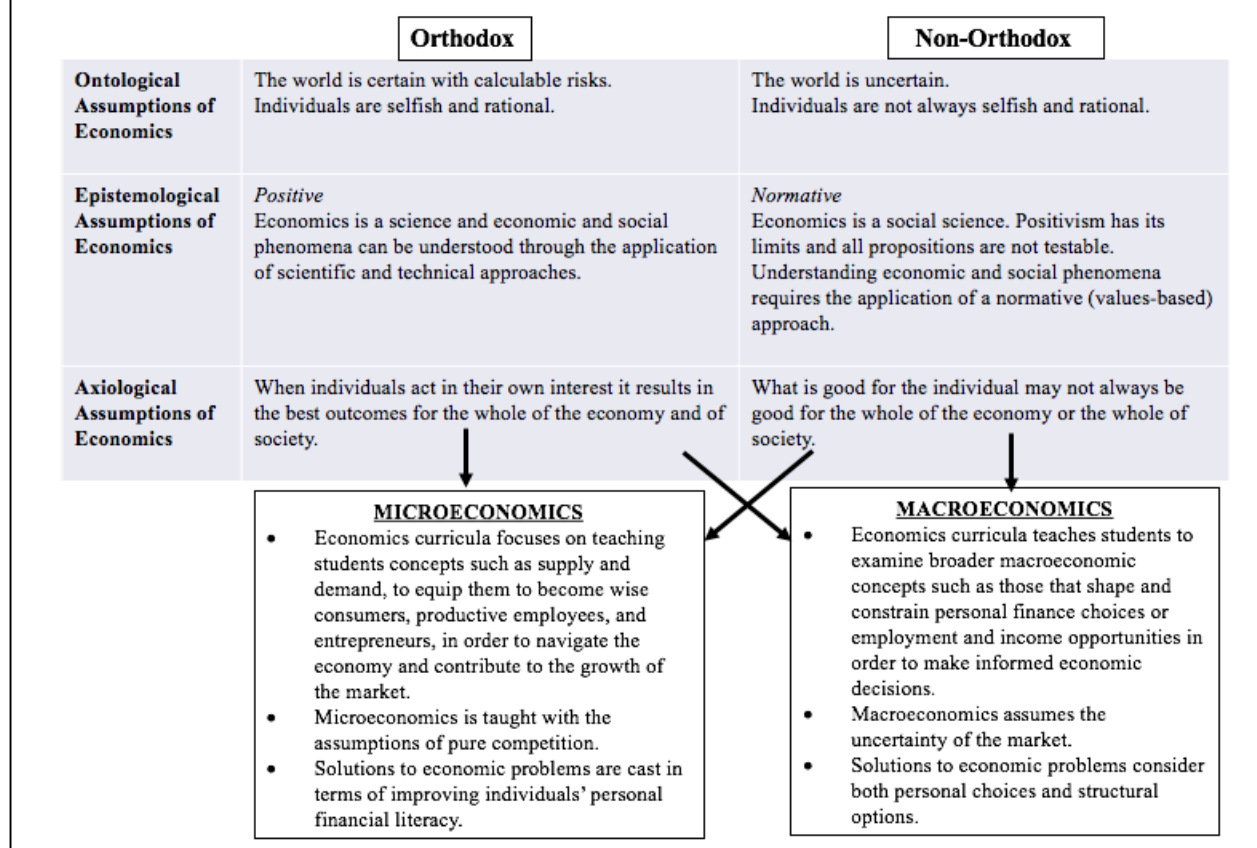 Orthodox
Non-Orthodox
Ontological
Assumptions of
Economics
The world is certain with calculable risks.
Individuals are selfish and rational.
The world is uncertain.
Individuals are not always selfish and rational.
Epistemological
Assumptions of
Economics
Positive
Economics is a science and economic and social
phenomena can be understood through the application
of scientific and technical approaches.
Normative
Economics is a social science. Positivism has its
limits and all propositions are not testable.
Understanding economic and social phenomena
requires the application of a normative (values-based)
approach.
Axiological
Assumptions of
Economics
When individuals act in their own interest it results in
the best outcomes for the whole of the economy and of
society.
What is good for the individual may not always be
good for the whole of the economy or the whole of
society.
MICROECONOMICS
• Economics curricula focuses on teaching
students concepts such as supply and
demand, to equip them to become wise
consumers, productive employees, and
entrepreneurs, in order to navigate the
economy and contribute to the growth of
the market.
• Microeconomics is taught with the
assumptions of pure competition.
• Solutions to economic problems are cast in
terms of improving individuals' personal
financial literacy.
MACROECONOMICS
• Economics curricula teaches students to
examine broader macroeconomic
concepts such as those that shape and
constrain personal finance choices or
employment and income opportunities in
order to make informed economic
decisions.
• Macroeconomics assumes the
uncertainty of the market.
• Solutions to economic problems consider
both personal choices and structural
options.